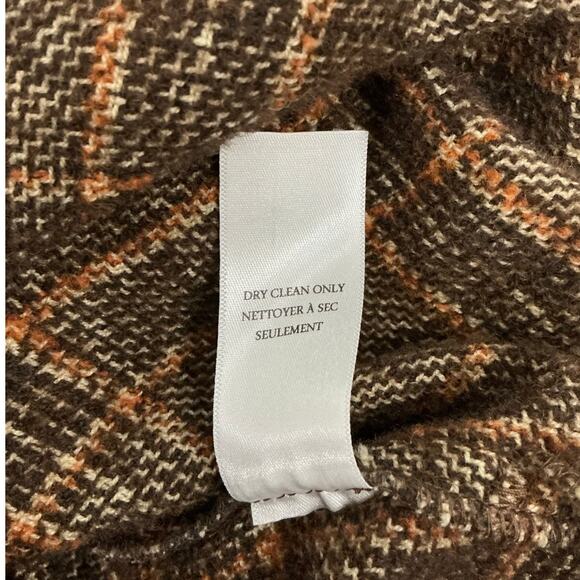 DRY CLEAN ONLY
NETTOYER À SEC
SEULEMENT